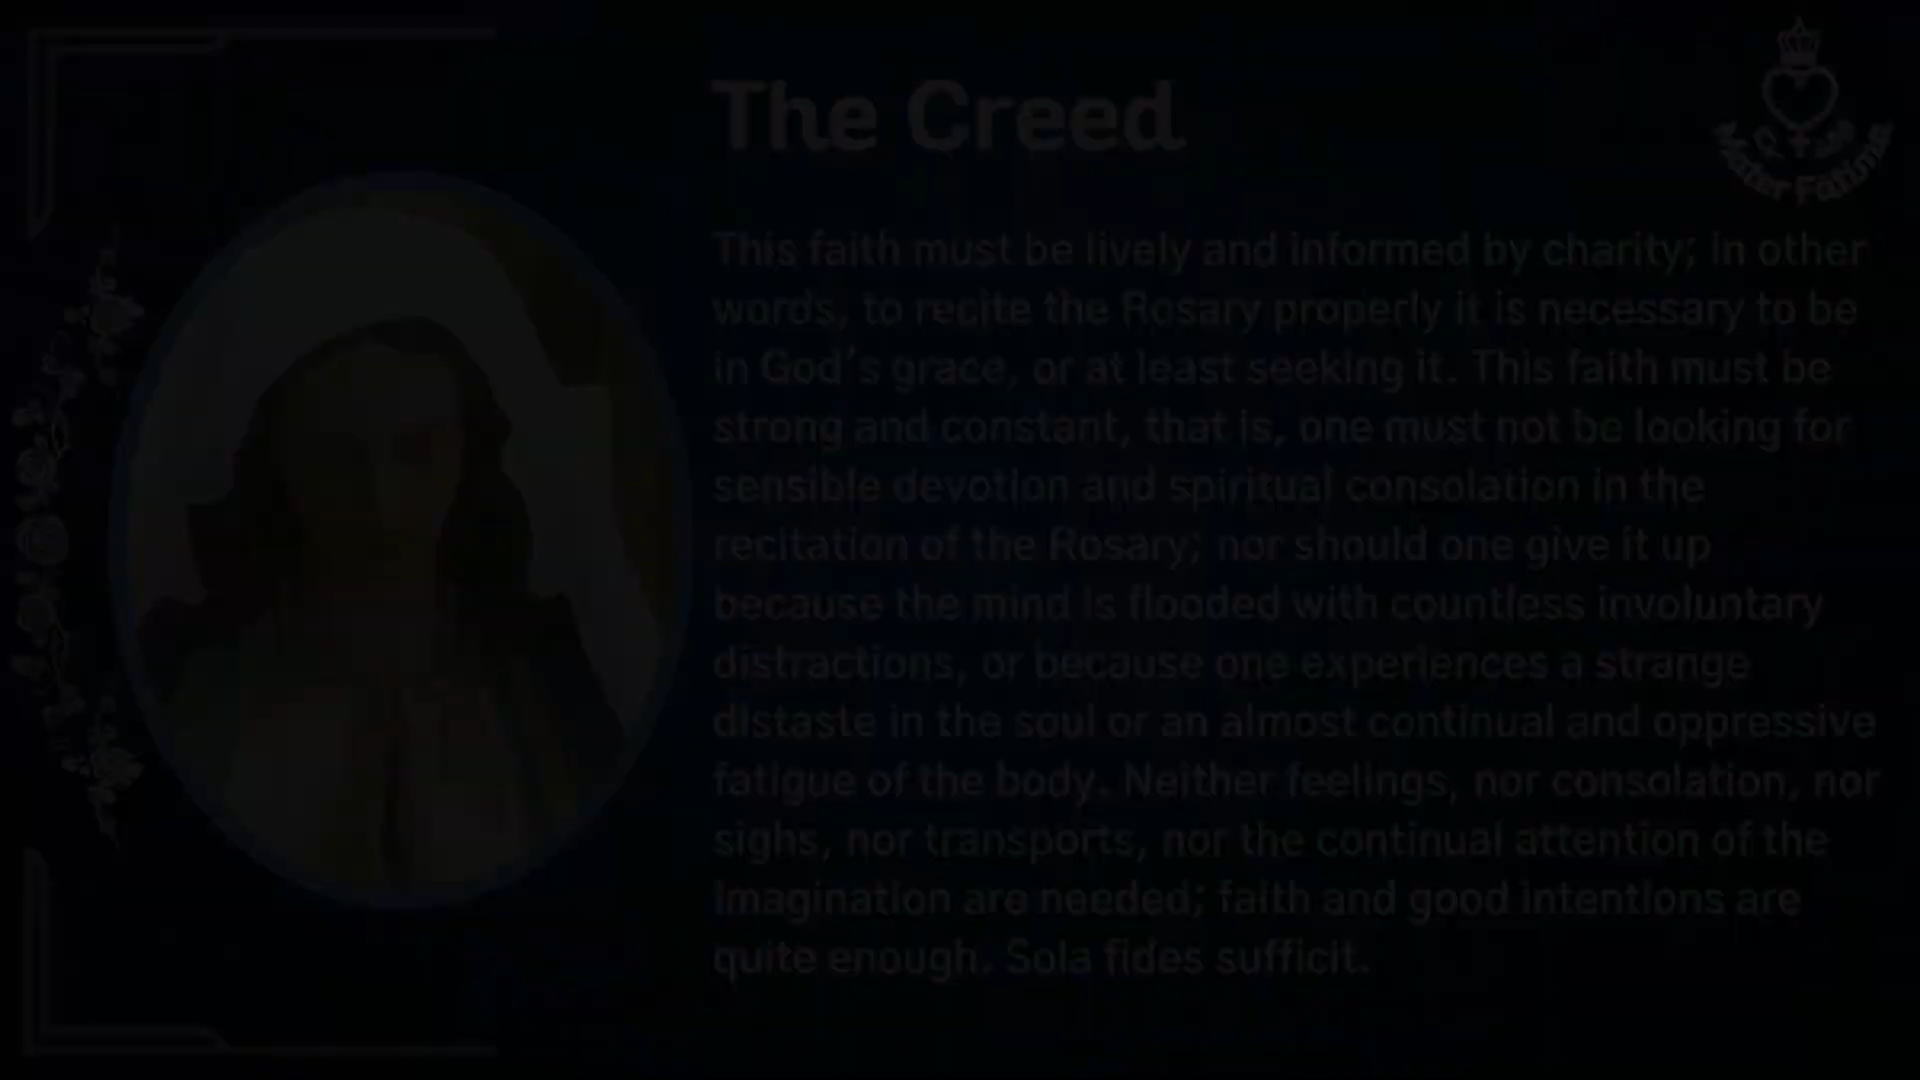 The Creed
Mater Fatima
This faith must be lively and informed by charity; in other
words, to recite the Rosary properly it is necessary to be
in God's grace, or at least seeking it. This faith must be
strong and constant, that is, one must not be looking for
sensible devotion and spiritual consolation in the
recitation of the Rosary; nor should one give it up
because the mind is flooded with countless involuntary
distractions, or because one experiences a strange
distaste in the soul or an almost continual and oppressive
fatigue of the body. Neither feelings, nor consolation, nor
sighs, nor transports, nor the continual attention of the
imagination are needed; faith and good intentions are
quite enough. Sola fides sufficit.